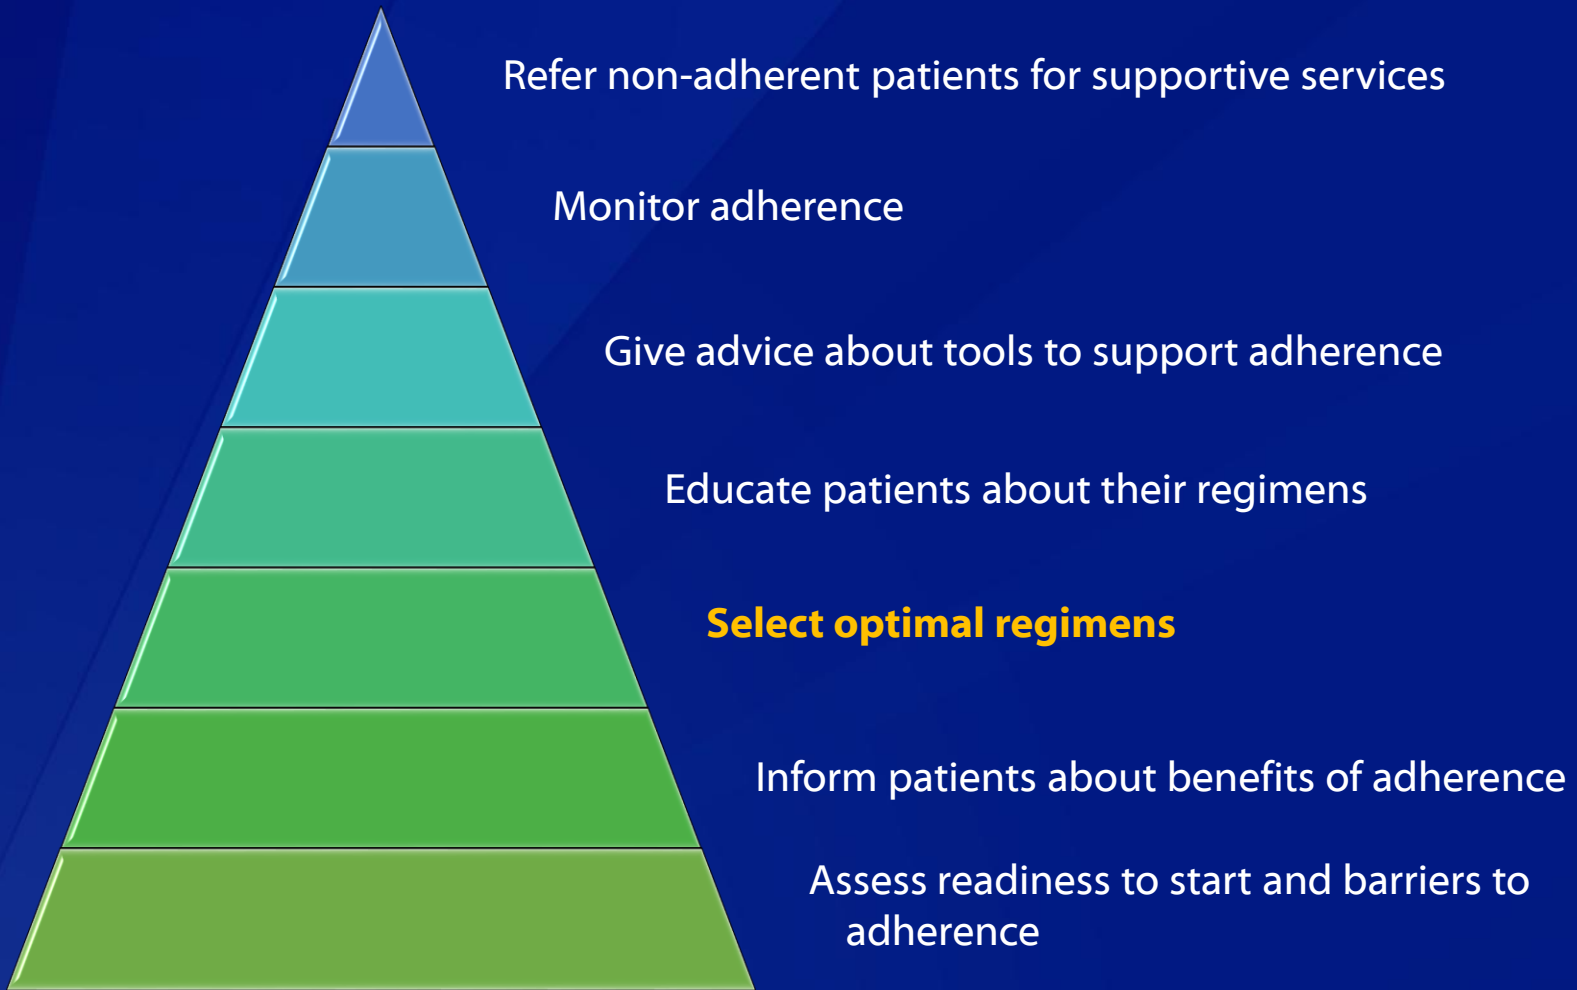 Refer non-adherent patients for supportive services
Monitor adherence
Give advice about tools to support adherence
Educate patients about their regimens
Select optimal regimens
Inform patients about benefits of adherence
Assess readiness to start and barriers to
adherence